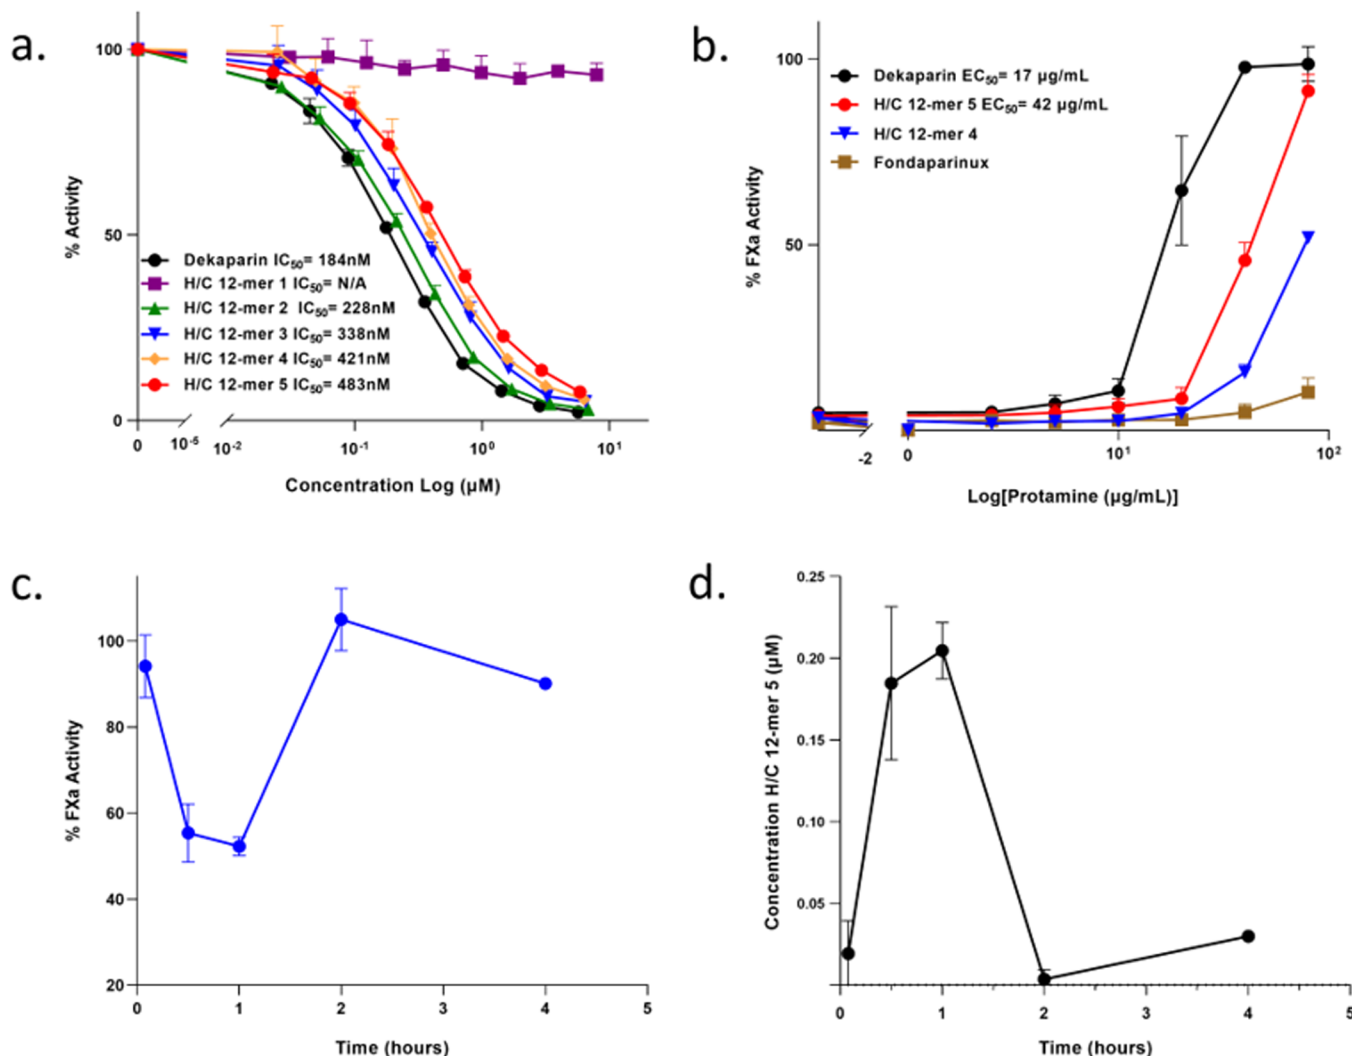 a.
100
50
0
% Activity
Dekaparin IC₅₀= 184nM
H/C 12-mer 1 IC₅₀= N/A
H/C 12-mer 2 IC₅₀= 228nM
H/C 12-mer 3 IC₅₀= 338nM
H/C 12-mer 4 IC₅₀= 421nM
H/C 12-mer 5 IC₅₀= 483nM
0 10⁻⁵ 10⁻² 10⁻¹ 10⁰ 10¹
Concentration Log (µM)
b.
100
50
% FXa Activity
Dekaparin EC₅₀= 17 µg/mL
H/C 12-mer 5 EC₅₀= 42 µg/mL
H/C 12-mer 4
Fondaparinux
-2 0 10¹ 10²
Log[Protamine (µg/mL)]
c.
100
80
60
40
20
% FXa Activity
0 1 2 3 4 5
Time (hours)
d.
0.25
0.20
0.15
0.10
0.05
Concentration H/C 12-mer 5 (µM)
0 1 2 3 4 5
Time (hours)